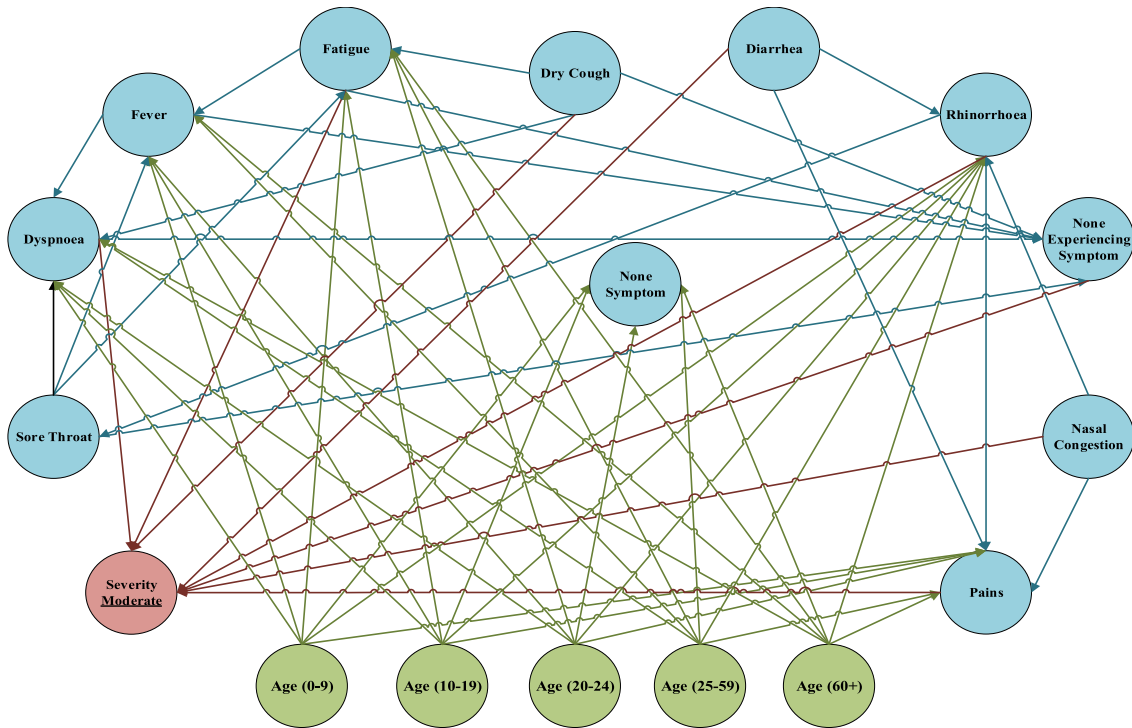 Fatigue
Dry Cough
Diarrhea
Fever
Rhinorrhoea
Dyspnoea
None
Experiencing
Symptom
None
Symptom
Sore Throat
Nasal
Congestion
Severity
Moderate
Pains
Age (0-9)
Age (10-19)
Age (20-24)
Age (25-59)
Age (60+)